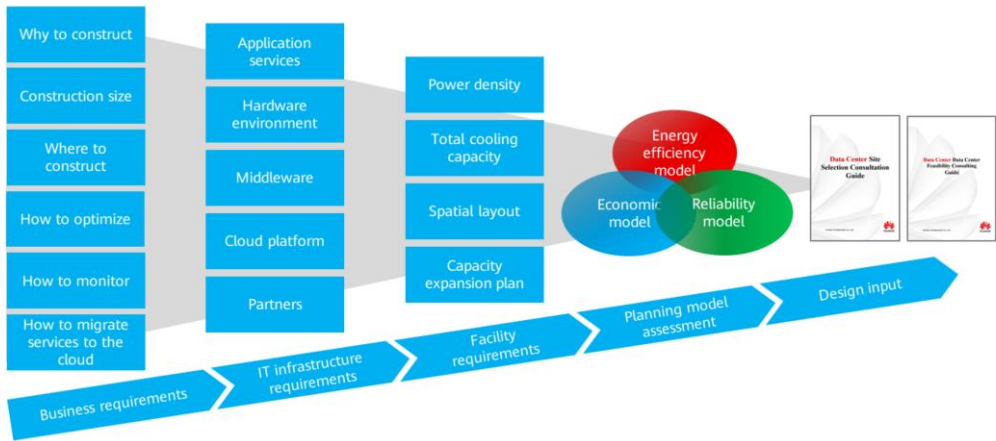 Why to construct
Construction size
Where to
construct
How to optimize
How to monitor
How to migrate
services to the
cloud
Application
services
Hardware
environment
Middleware
Cloud platform
Partners
Power density
Total cooling
capacity
Spatial layout
Capacity
expansion plan
Energy
efficiency
model
Economic
model
Reliability
model
Data Center Site
Selection Consultation
Guide
Data Center Data Center
Feasibility Consulting
Guide
Business requirements
IT infrastructure
requirements
Facility
requirements
Planning model
assessment
Design input